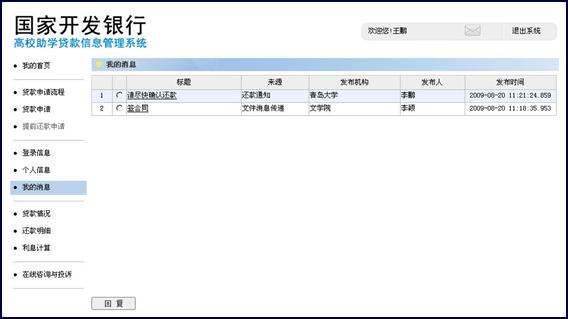 国家开发银行
高校助学贷款信息管理系统
欢迎您!王鹏 退出系统
我的首页
贷款申请流程
贷款申请
提前还款申请
登录信息
个人信息
我的消息
贷款情况
还款明细
利息计算
在线咨询与投诉
我的消息
标题 来源 发布机构 发布人 发布时间
1 请尽快确认还款 还款通知 青岛大学 李鹏 2009-08-20 11:21:24.859
2 签合同 文件消息传递 文学院 李颖 2009-08-20 11:18:35.953
回 复